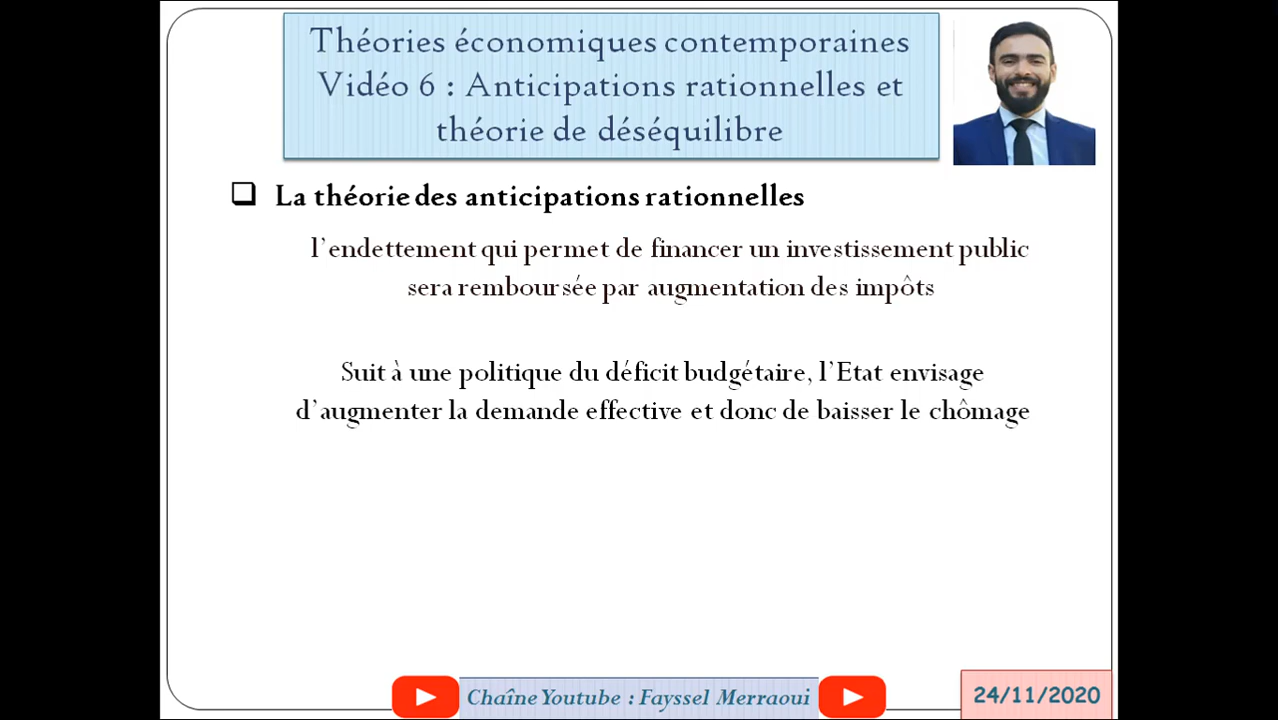 Théories économiques contemporaines
Vidéo 6 : Anticipations rationnelles et
théorie de déséquilibre
La théorie des anticipations rationnelles
l'endettement qui permet de financer un investissement public
sera remboursée par augmentation des impôts
Suit à une politique du déficit budgétaire, l'Etat envisage
d'augmenter la demande effective et donc de baisser le chômage
Chaîne Youtube : Fayssel Merraoui
24/11/2020